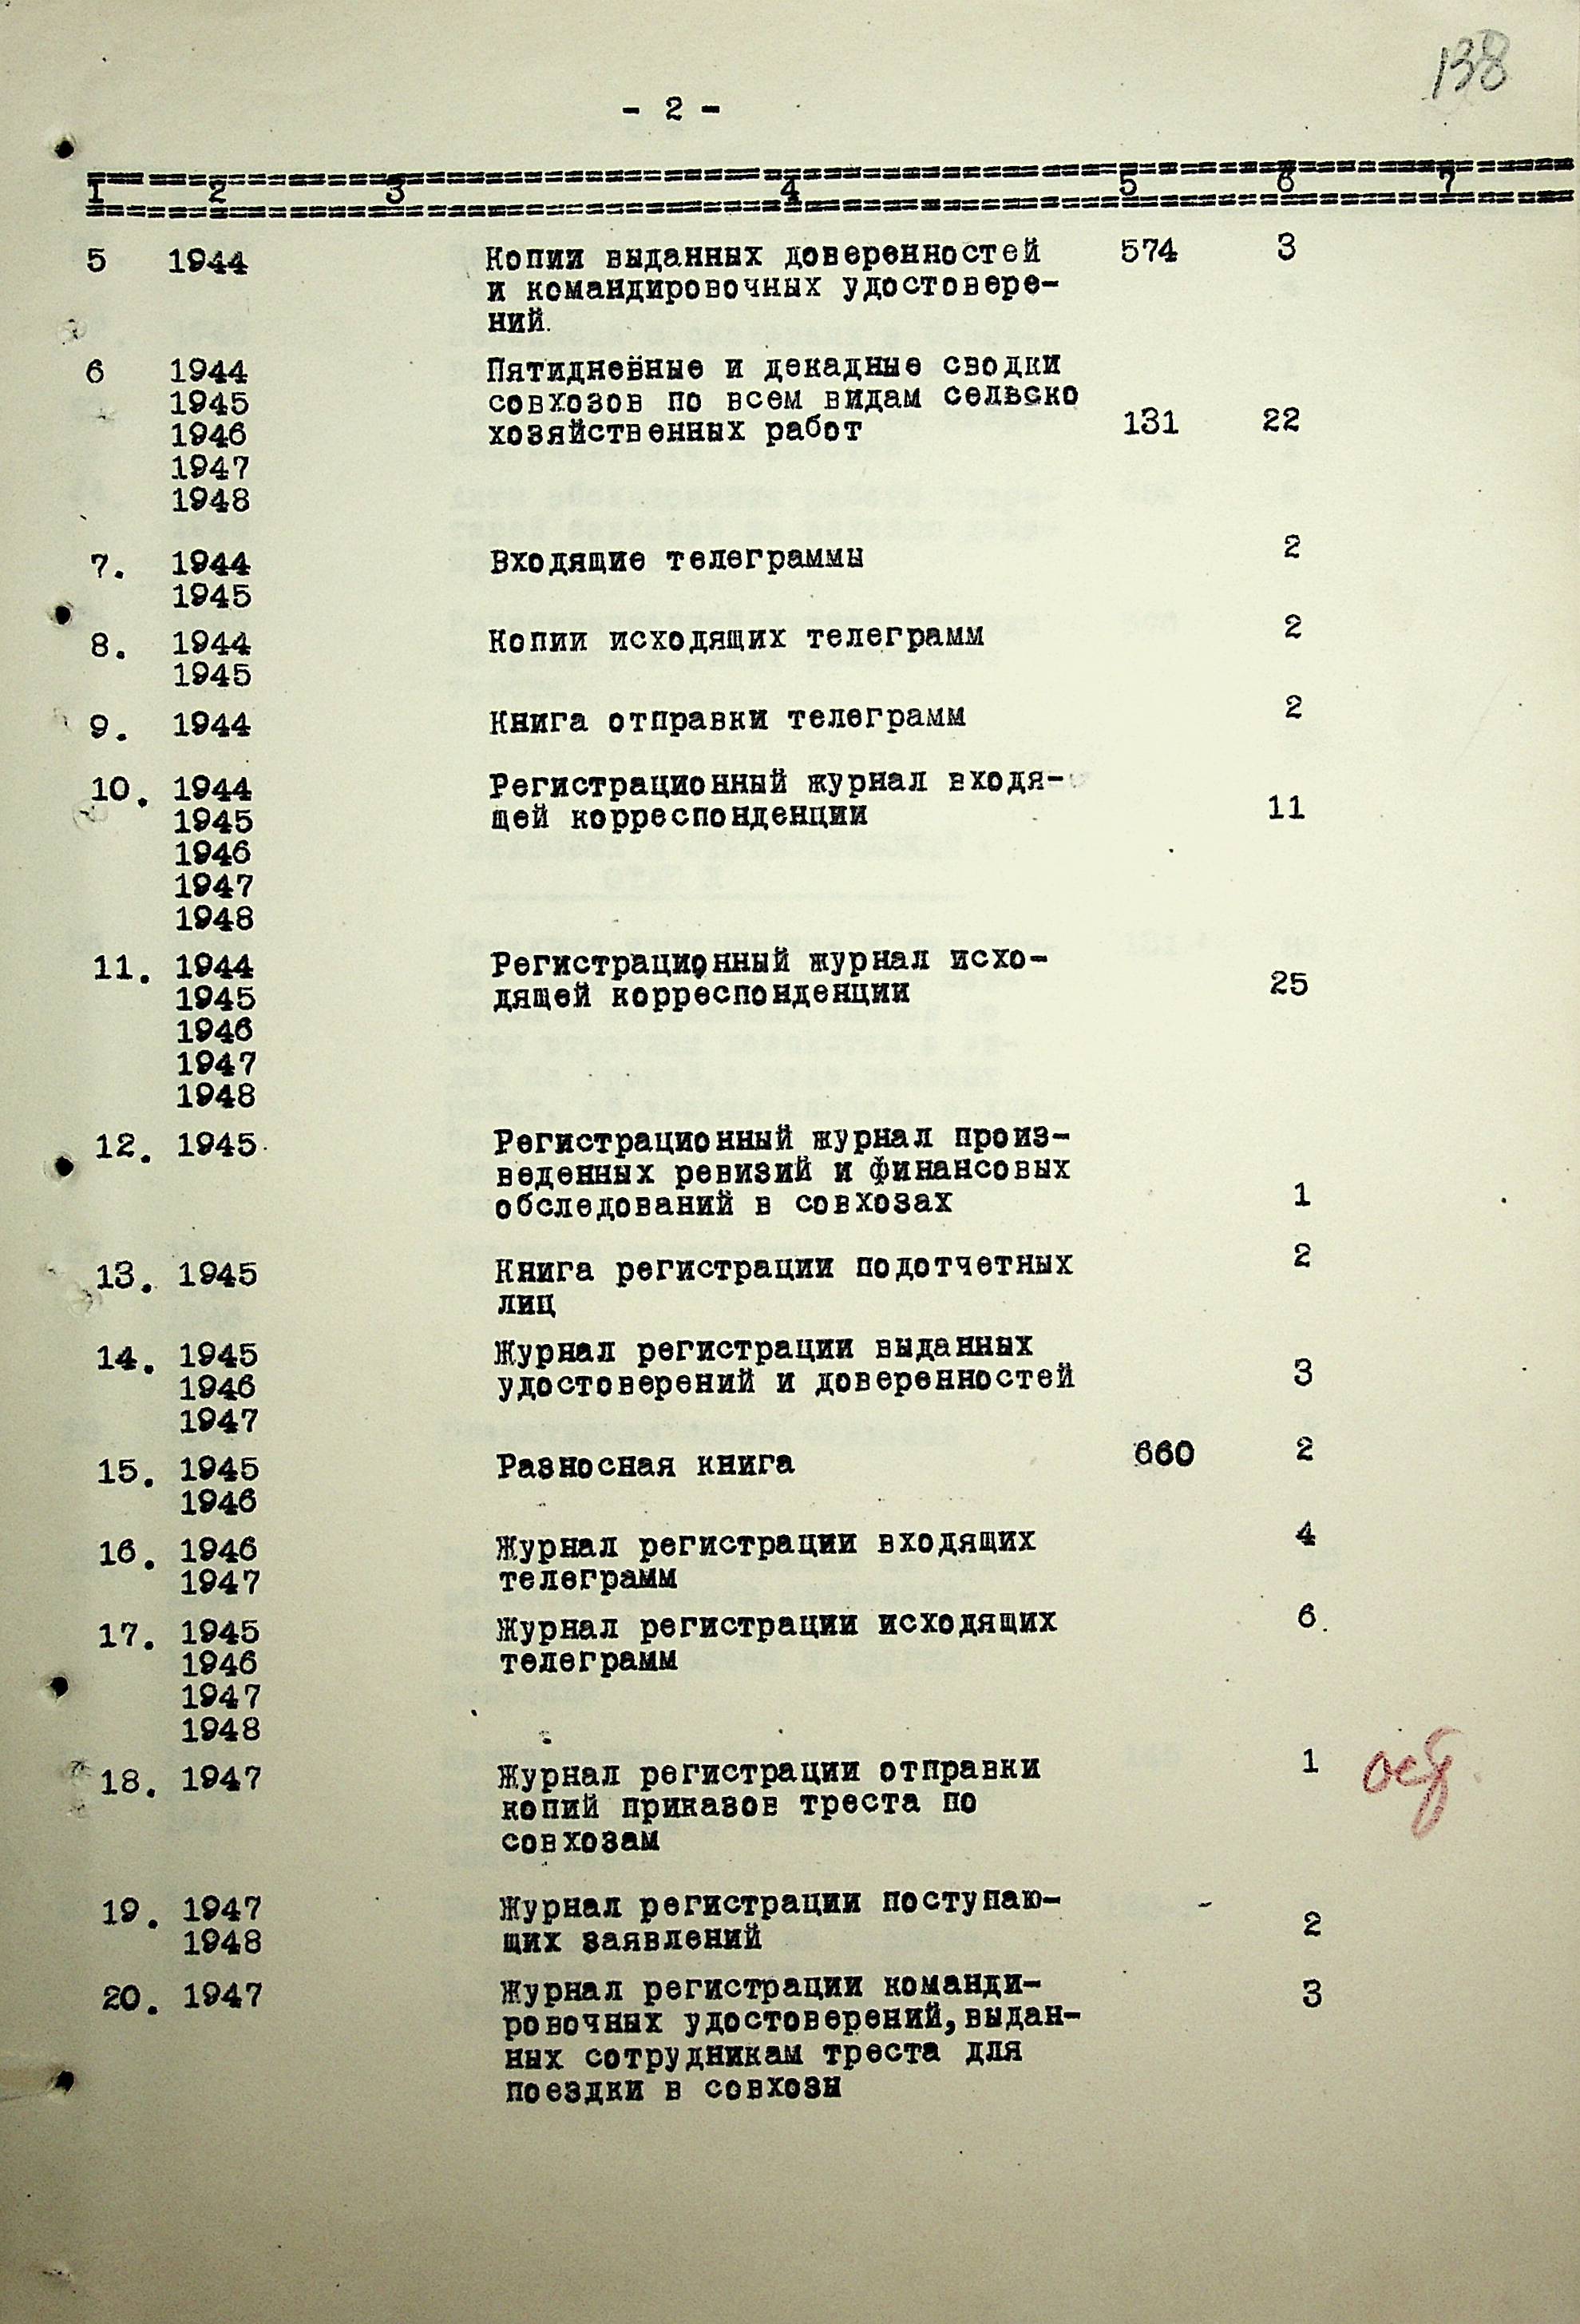 138
- 2 -
1 2 3 4 5 6 7
5 1944 Копии выданных доверенностей 574 3
и командировочных удостовере-
ний.
6 1944 Пятидневные и декадные сводки
1945 совхозов по всем видам сельско
1946 хозяйственных работ 131 22
1947
1948
7. 1944 Входящие телеграммы 2
1945
8. 1944 Копии исходящих телеграмм 2
1945
9. 1944 Книга отправки телеграмм 2
10. 1944 Регистрационный журнал входя-
1945 щей корреспонденции 11
1946
1947
1948
11. 1944 Регистрационный журнал исхо-
1945 дящей корреспонденции 25
1946
1947
1948
12. 1945 Регистрационный журнал произ-
веденных ревизий и финансовых
обследований в совхозах 1
13. 1945 Книга регистрации подотчетных 2
лиц
14. 1945 Журнал регистрации выданных
1946 удостоверений и доверенностей 3
1947
15. 1945 Разносная книга 660 2
1946
16. 1946 Журнал регистрации входящих 4
1947 телеграмм
17. 1945 Журнал регистрации исходящих 6.
1946 телеграмм
1947
1948
18. 1947 Журнал регистрации отправки 1
копий приказов треста по
совхозам
19. 1947 Журнал регистрации поступаю-
1948 щих заявлений 2
20. 1947 Журнал регистрации команди- 3
ровочных удостоверений, выдан-
ных сотрудникам треста для
поездки в совхозы